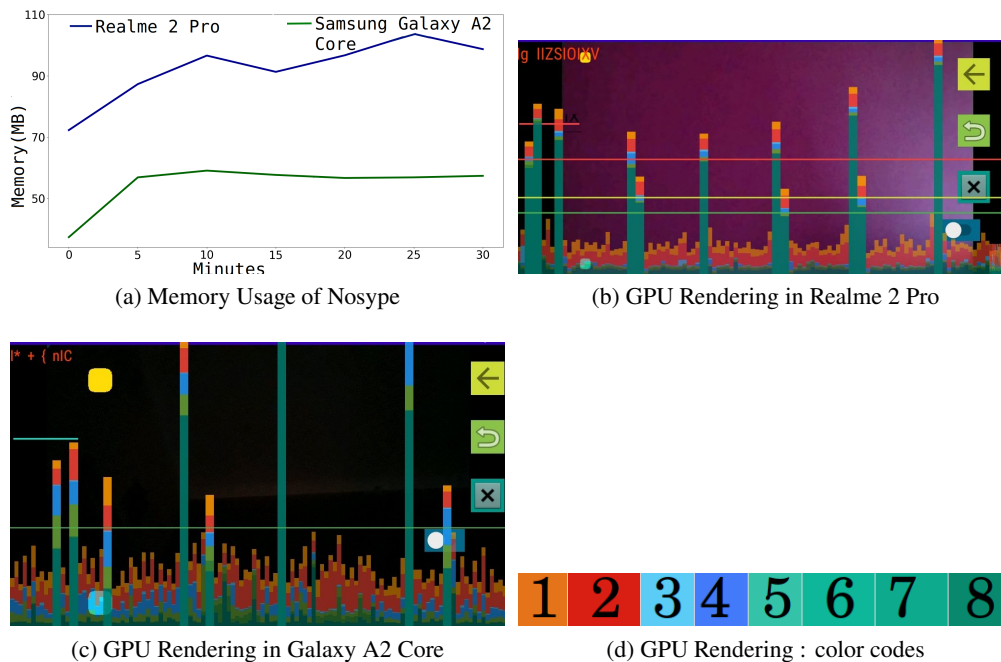 110
90
70
50
Memory(MB)
Realme 2 Pro
Samsung Galaxy A2
Core
0 5 10 15 20 25 30
Minutes
(a) Memory Usage of Nosype
(b) GPU Rendering in Realme 2 Pro
I* + { nIC
(c) GPU Rendering in Galaxy A2 Core
1 2 3 4 5 6 7 8
(d) GPU Rendering : color codes